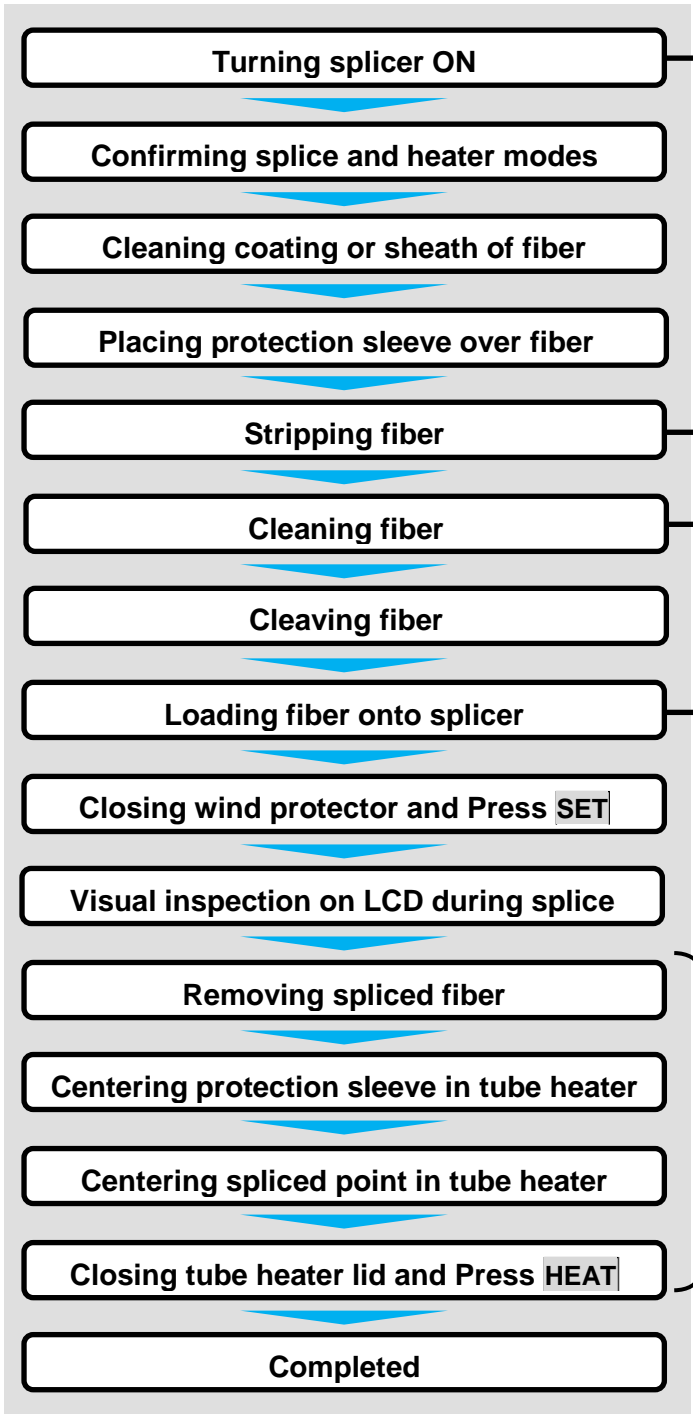 Turning splicer ON
Confirming splice and heater modes
Cleaning coating or sheath of fiber
Placing protection sleeve over fiber
Stripping fiber
Cleaning fiber
Cleaving fiber
Loading fiber onto splicer
Closing wind protector and Press SET
Visual inspection on LCD during splice
Removing spliced fiber
Centering protection sleeve in tube heater
Centering spliced point in tube heater
Closing tube heater lid and Press HEAT
Completed